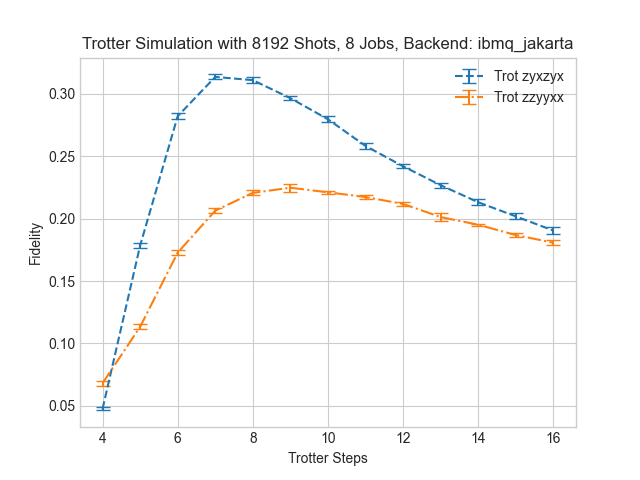 Trotter Simulation with 8192 Shots, 8 Jobs, Backend: ibmq_jakarta
Trot zyxzyx
Trot zzyyxx
0.30
0.25
0.20
0.15
0.10
0.05
Fidelity
4 6 8 10 12 14 16
Trotter Steps